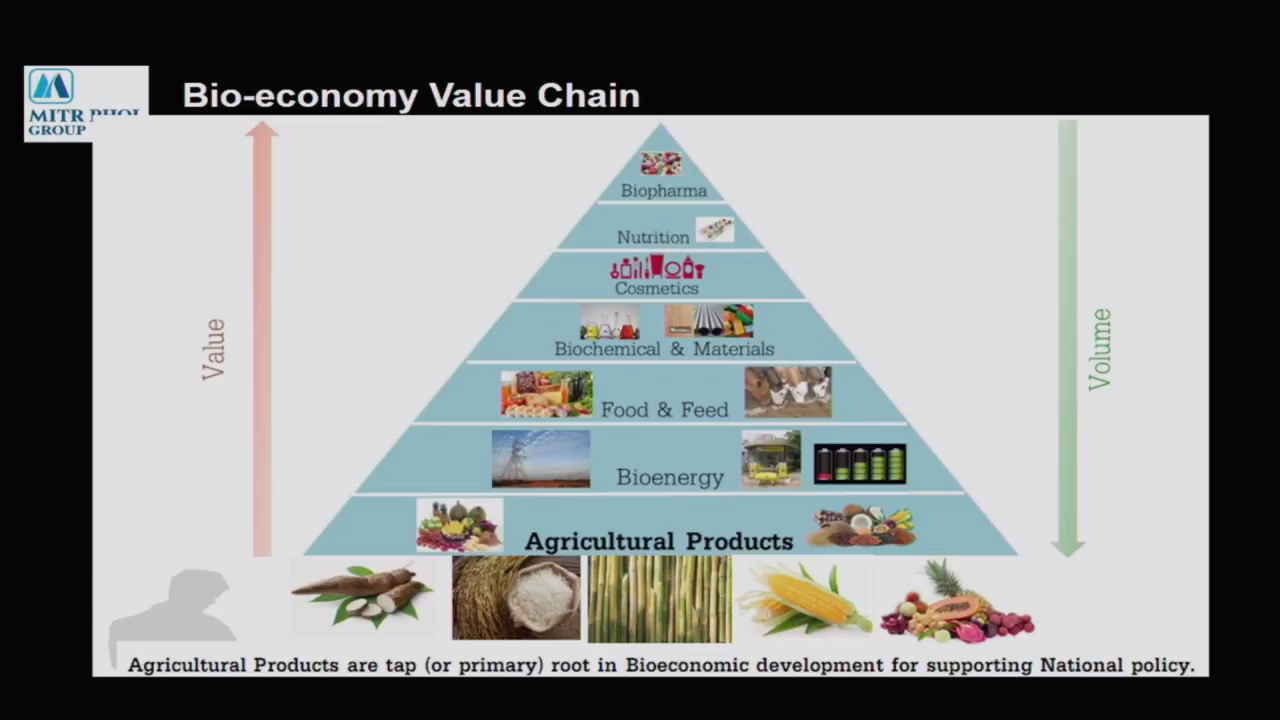 Bio-economy Value Chain
MITR PHOL
GROUP
Biopharma
Nutrition
Cosmetics
Biochemical & Materials
Value
Volume
Food & Feed
Bioenergy
Agricultural Products
Agricultural Products are tap (or primary) root in Bioeconomic development for supporting National policy.